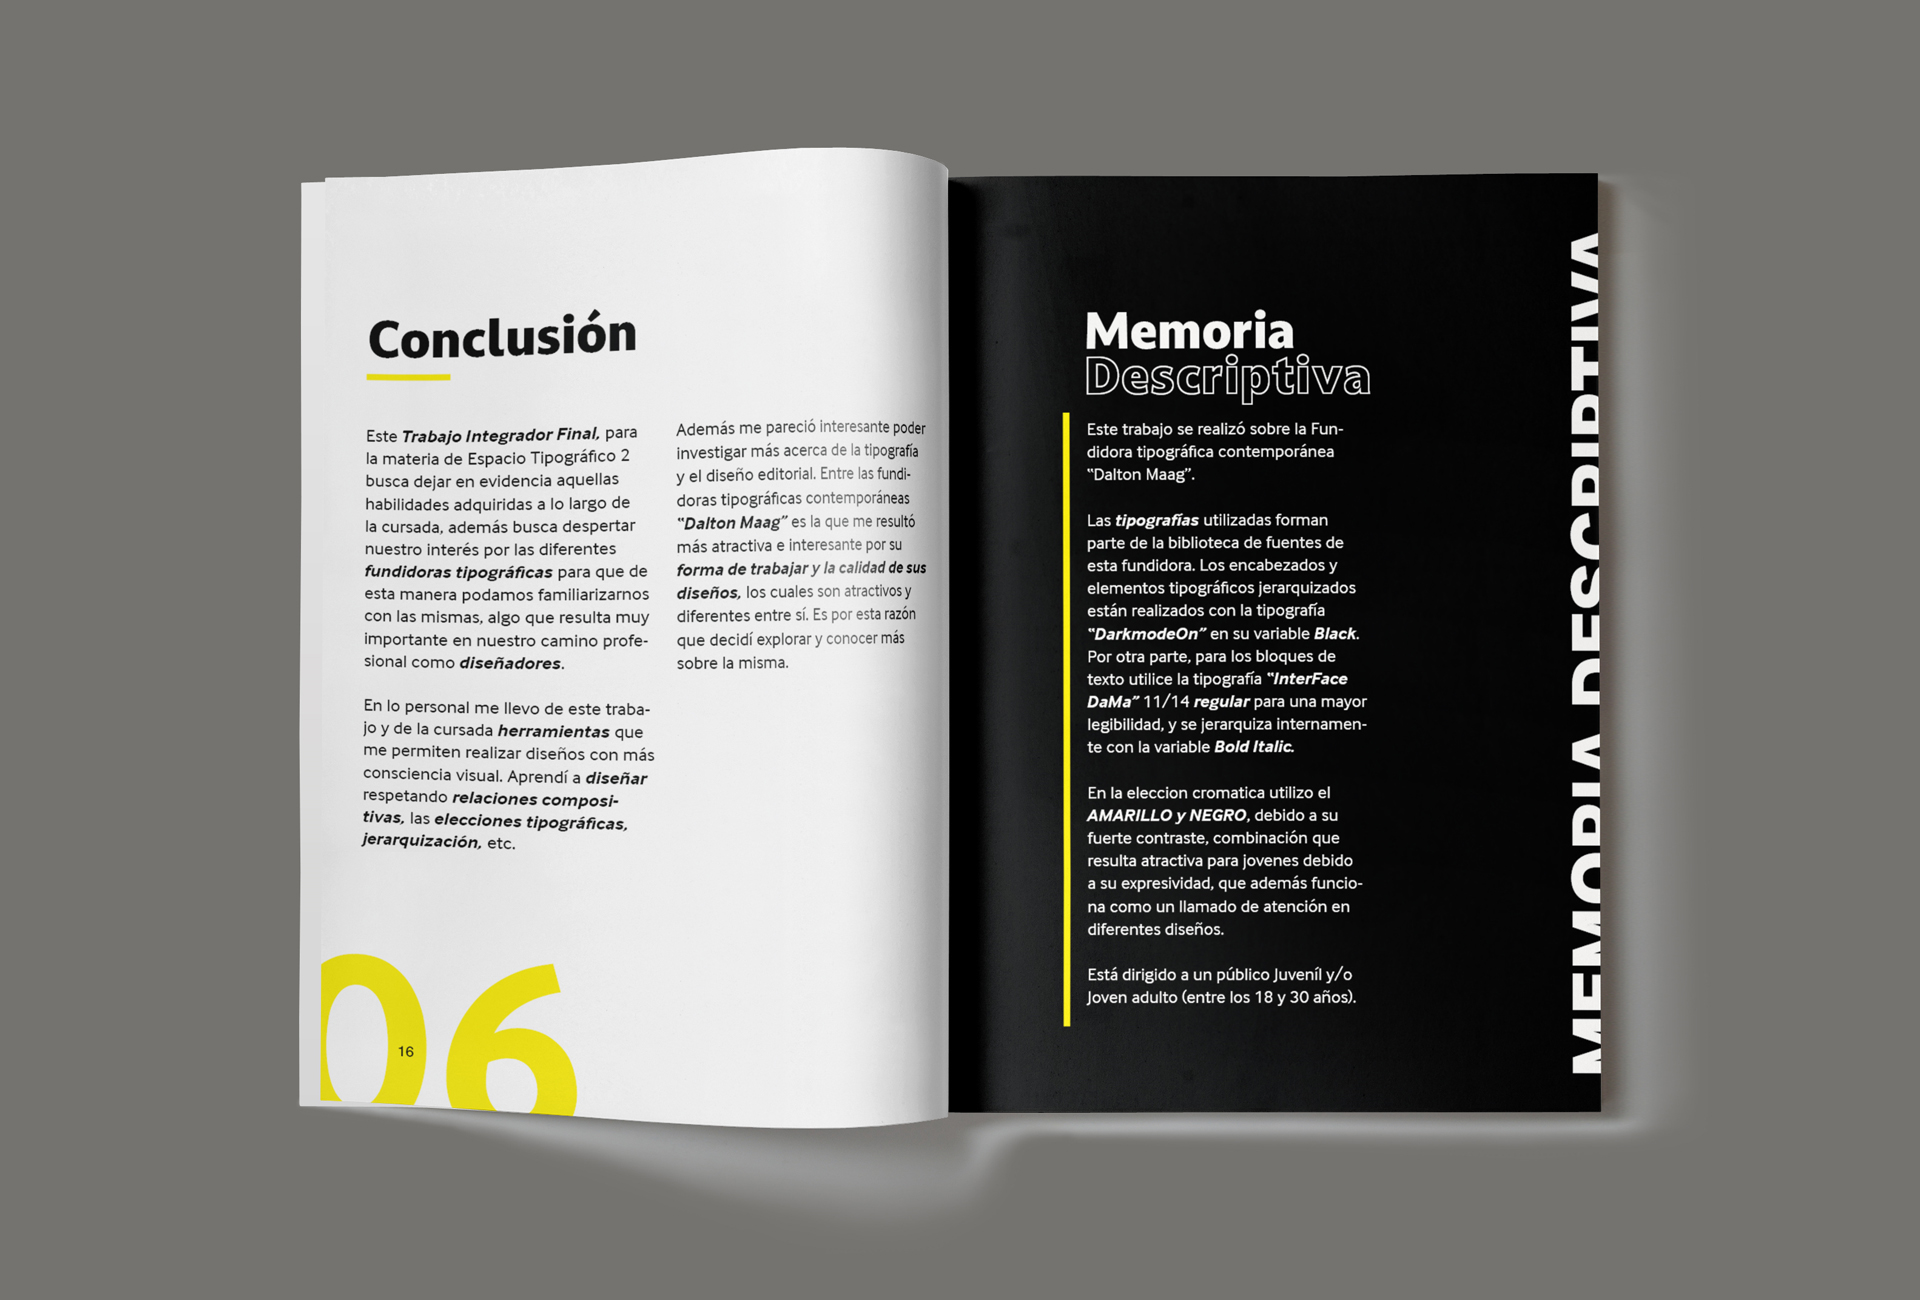 Conclusión
Este Trabajo Integrador Final, para
la materia de Espacio Tipográfico 2
busca dejar en evidencia aquellas
habilidades adquiridas a lo largo de
la cursada, además busca despertar
nuestro interés por las diferentes
fundidoras tipográficas para que de
esta manera podamos familiarizarnos
con las mismas, algo que resulta muy
importante en nuestro camino profe-
sional como diseñadores.
En lo personal me llevo de este traba-
jo y de la cursada herramientas que
me permiten realizar diseños con más
consciencia visual. Aprendí a diseñar
respetando relaciones composi-
tivas, las elecciones tipográficas,
jerarquización, etc.
Además me pareció interesante poder
investigar más acerca de la tipografía
y el diseño editorial. Entre las fundi-
doras tipográficas contemporáneas
“Dalton Maag” es la que me resultó
más atractiva e interesante por su
forma de trabajar y la calidad de sus
diseños, los cuales son atractivos y
diferentes entre sí. Es por esta razón
que decidí explorar y conocer más
sobre la misma.
06
16
Memoria
Descriptiva
Este trabajo se realizó sobre la Fun-
didora tipográfica contemporánea
“Dalton Maag”.
Las tipografías utilizadas forman
parte de la biblioteca de fuentes de
esta fundidora. Los encabezados y
elementos tipográficos jerarquizados
están realizados con la tipografía
“DarkmodeOn” en su variable Black.
Por otra parte, para los bloques de
texto utilice la tipografía “InterFace
DaMa” 11/14 regular para una mayor
legibilidad, y se jerarquiza internamen-
te con la variable Bold Italic.
En la eleccion cromatica utilizo el
AMARILLO y NEGRO, debido a su
fuerte contraste, combinación que
resulta atractiva para jovenes debido
a su expresividad, que además funcio-
na como un llamado de atención en
diferentes diseños.
Está dirigido a un público Juveníl y/o
Joven adulto (entre los 18 y 30 años).
MEMORIA DESCRIPTIVA